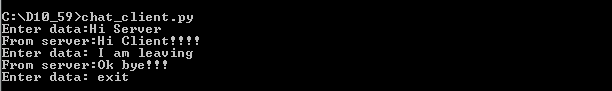 C:\D10_59>chat_client.py
Enter data:Hi Server
From server:Hi Client!!!!
Enter data: I am leaving
From server:Ok bye!!!
Enter data: exit